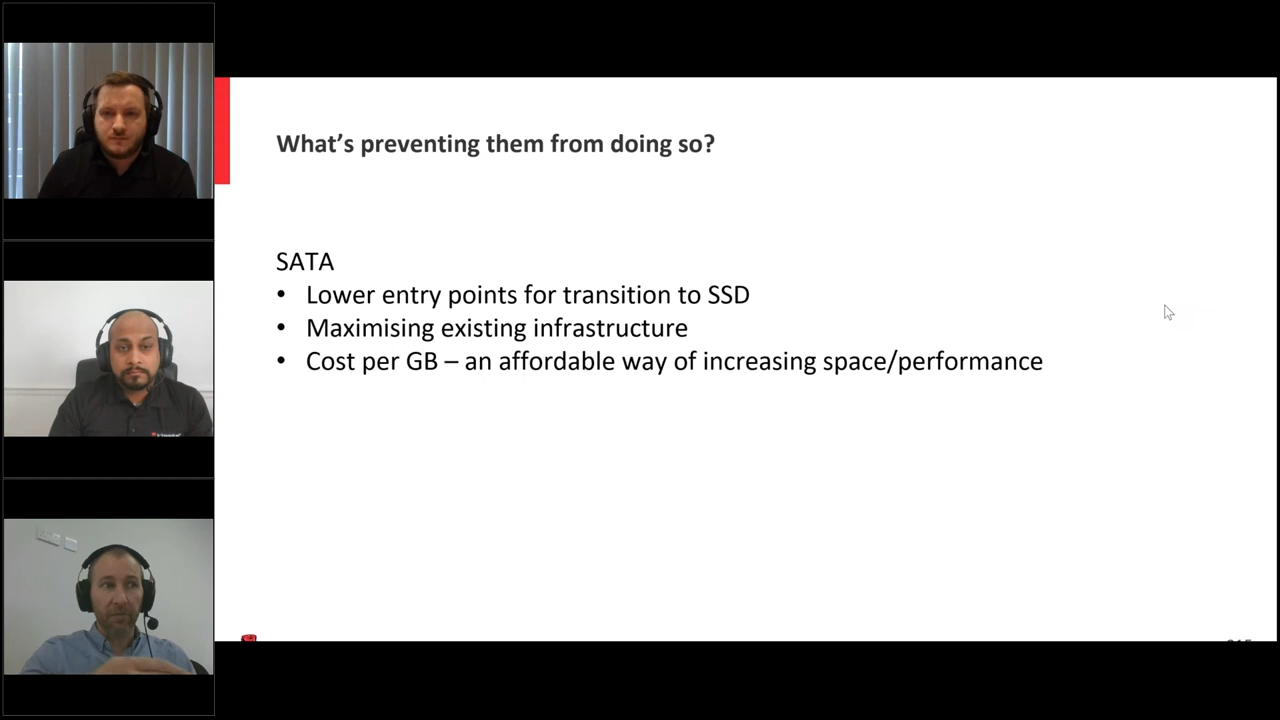 What’s preventing them from doing so?
SATA
• Lower entry points for transition to SSD
• Maximising existing infrastructure
• Cost per GB – an affordable way of increasing space/performance